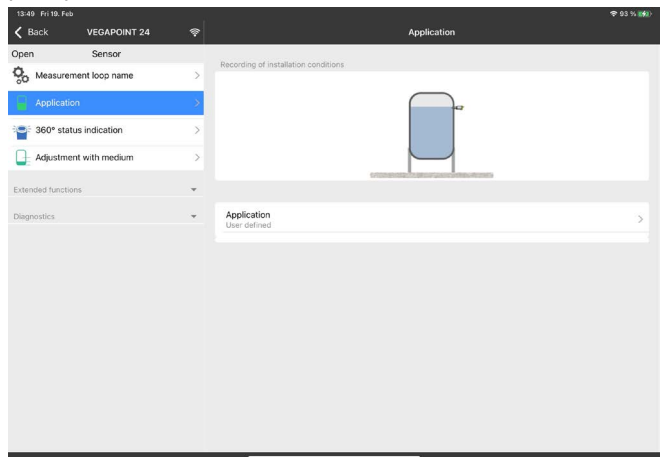 13:49 Fri 19. Feb
93 %
Back VEGAPOINT 24
Application
Open Sensor
Measurement loop name
Application
360° status indication
Adjustment with medium
Extended functions
Diagnostics
Recording of installation conditions
Application
User defined